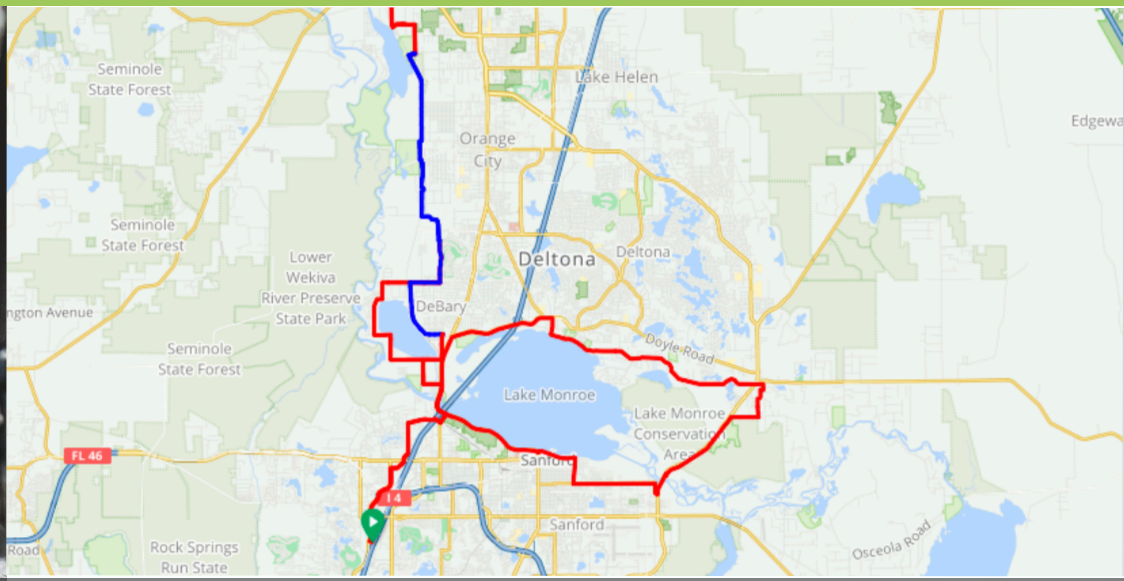 Seminole
State Forest
Lake Helen
Edgewa
Orange
City
Seminole
State Forest
Deltona
Deltona
Lower
Wekiva
River Preserve
State Park
ngton Avenue
DeBary
Seminole
State Forest
Doyle Road
Lake Monroe
Lake Monroe
Conservation
Area
FL 46
Sanford
I 4
Sanford
Road
Rock Springs
Run State
Osceola Road